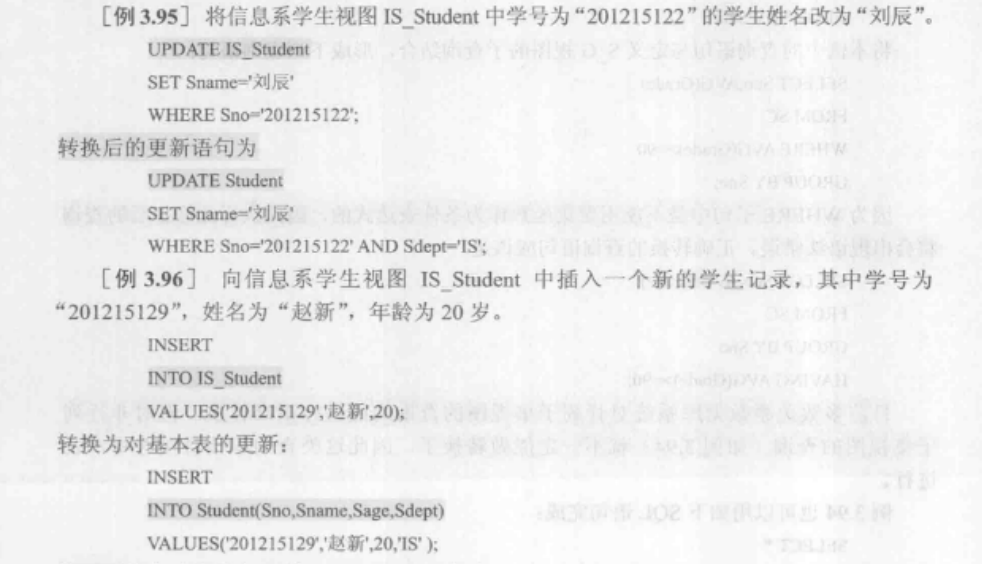 ［例 3.95］ 将信息系学生视图 IS_Student 中学号为“201215122”的学生姓名改为“刘辰”。
UPDATE IS_Student
SET Sname='刘辰'
WHERE Sno='201215122';
转换后的更新语句为
UPDATE Student
SET Sname='刘辰'
WHERE Sno='201215122' AND Sdept='IS';
［例 3.96］ 向信息系学生视图 IS_Student 中插入一个新的学生记录，其中学号为
“201215129”，姓名为“赵新”，年龄为 20 岁。
INSERT
INTO IS_Student
VALUES('201215129','赵新',20);
转换为对基本表的更新：
INSERT
INTO Student(Sno,Sname,Sage,Sdept)
VALUES('201215129','赵新',20,'IS' );